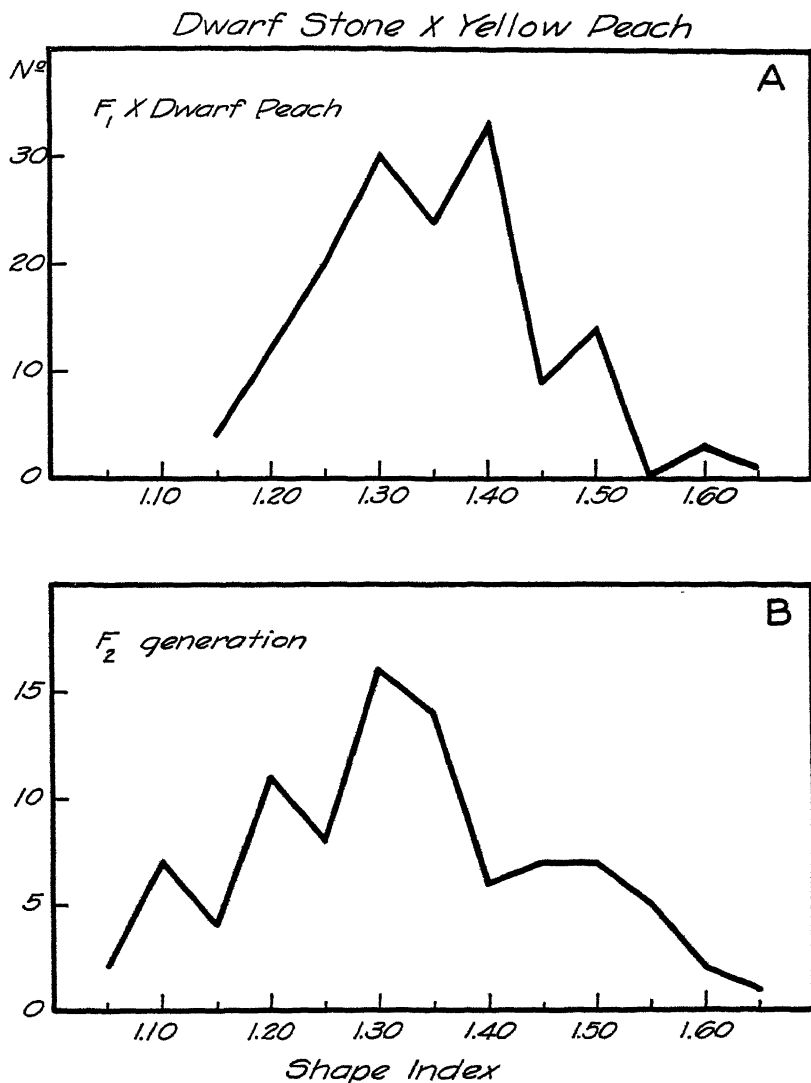 Dwarf Stone X Yellow Peach
Nº
A
F₁ X Dwarf Peach
30
20
10
0
1.10 1.20 1.30 1.40 1.50 1.60
B
F₂ generation
15
10
5
0
1.10 1.20 1.30 1.40 1.50 1.60
Shape Index